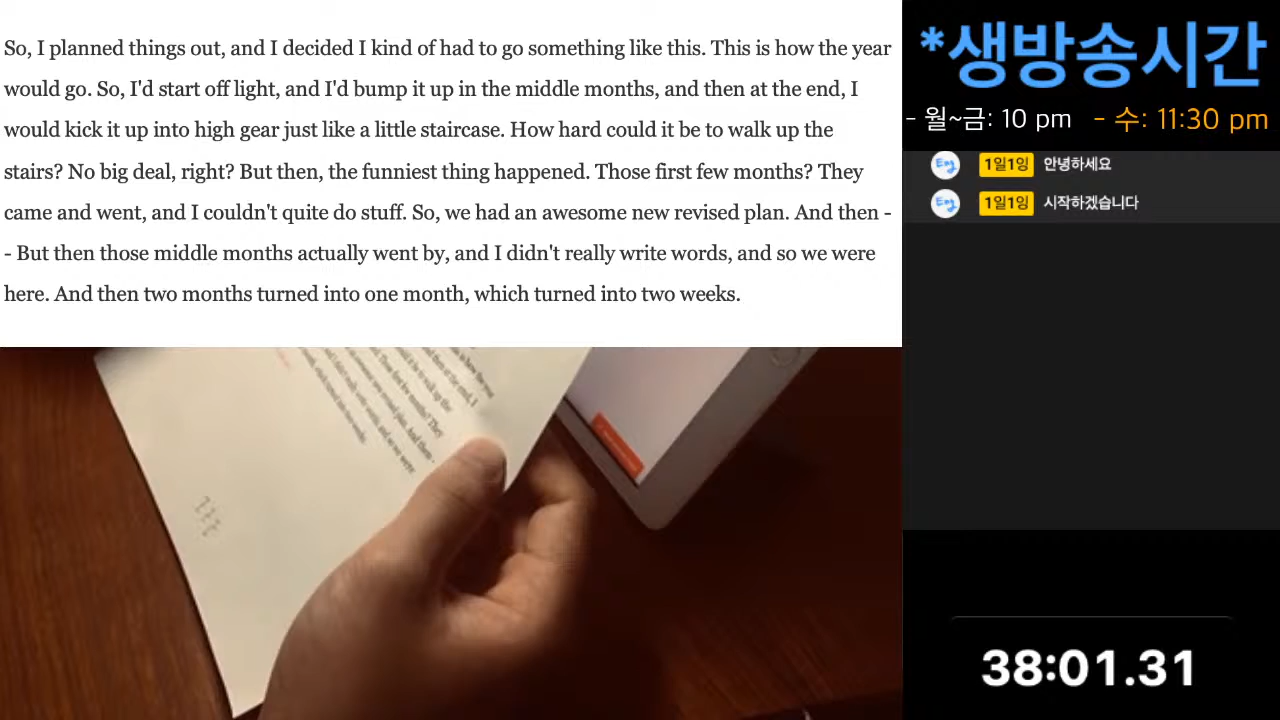 So, I planned things out, and I decided I kind of had to go something like this. This is how the year
would go. So, I'd start off light, and I'd bump it up in the middle months, and then at the end, I
would kick it up into high gear just like a little staircase. How hard could it be to walk up the
stairs? No big deal, right? But then, the funniest thing happened. Those first few months? They
came and went, and I couldn't quite do stuff. So, we had an awesome new revised plan. And then -
- But then those middle months actually went by, and I didn't really write words, and so we were
here. And then two months turned into one month, which turned into two weeks.
*생방송시간
- 월~금: 10 pm - 수: 11:30 pm
1일1잉 안녕하세요
1일1잉 시작하겠습니다
38:01.31